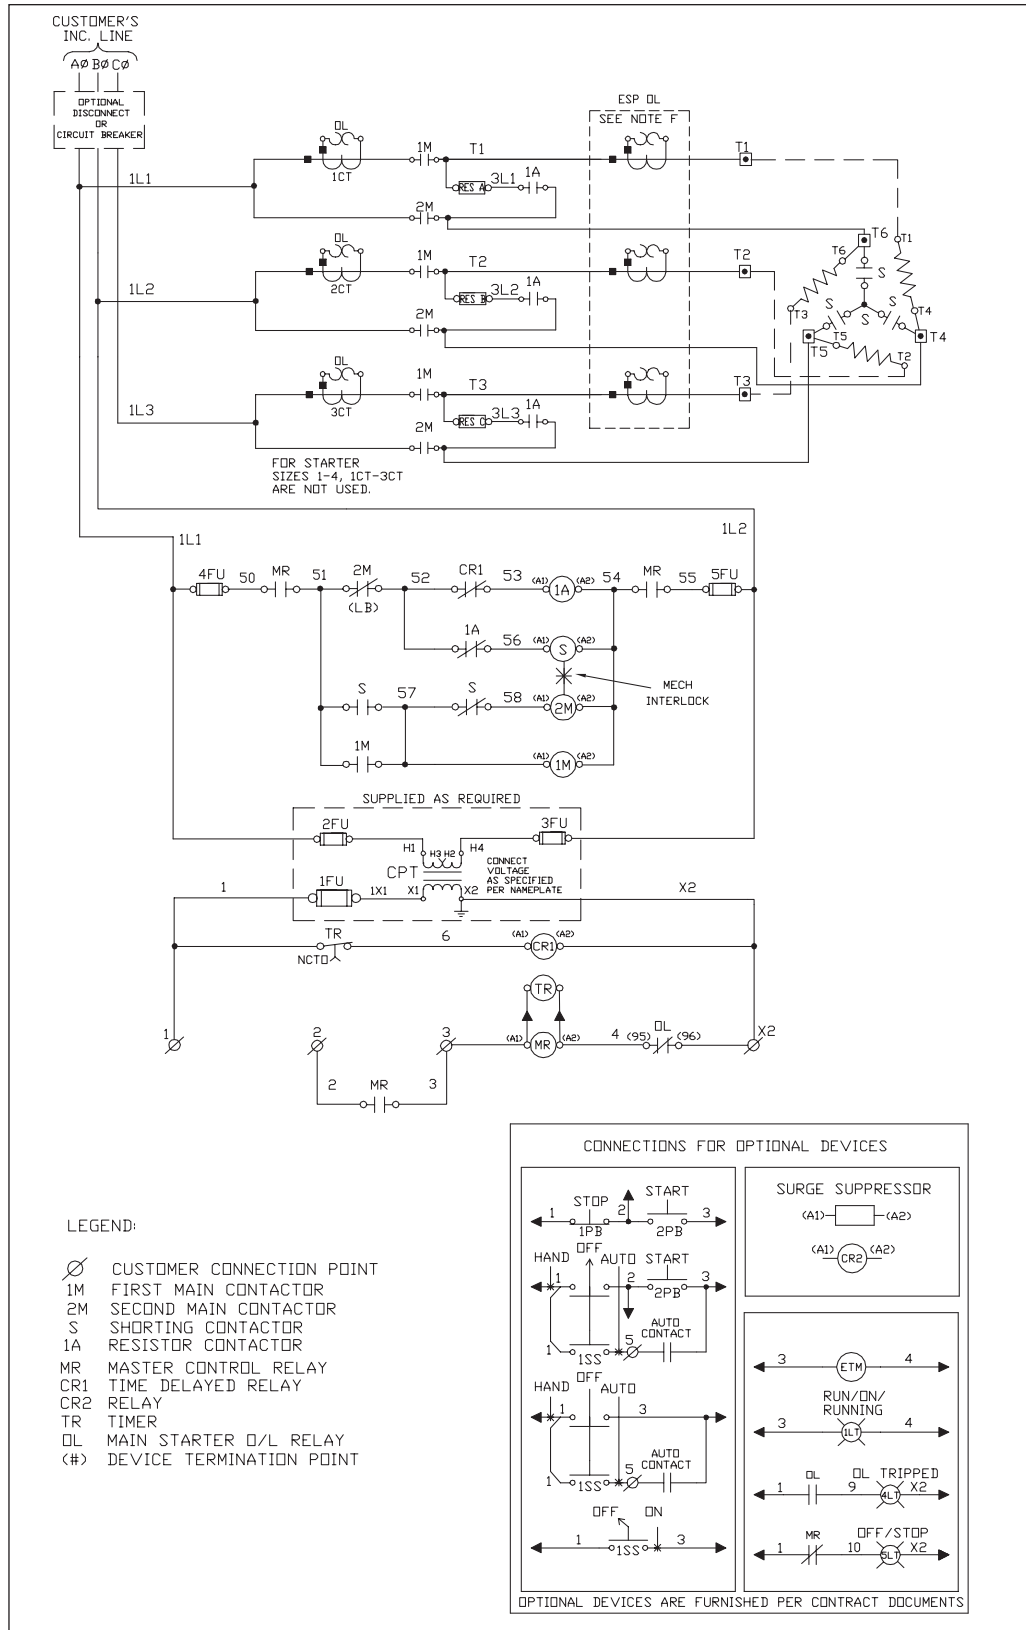 CUSTOMER'S
INC. LINE
AØ BØ CØ
OPTIONAL
DISCONNECT
OR
CIRCUIT BREAKER
ESP OL
SEE NOTE F
OL
1CT
1M
T1
RES A
3L1
1A
T1
1L1
2M
T6
T1
T6
S
OL
2CT
1M
T2
RES B
3L2
1A
T2
1L2
2M
T3
S
S
S
T4
T5
T5
T2
T4
OL
3CT
1M
T3
RES C
3L3
1A
T3
1L3
2M
FOR STARTER
SIZES 1-4, 1CT-3CT
ARE NOT USED.
1L1
1L2
4FU
50
MR
51
2M
(LB)
52
CR1
53
(A1)
1A
(A2)
54
MR
55
5FU
1A
56
(A1)
S
(A2)
MECH
INTERLOCK
S
57
S
58
(A1)
2M
(A2)
1M
(A1)
1M
(A2)
SUPPLIED AS REQUIRED
2FU
3FU
H1
H3
H2
H4
CPT
CONNECT
VOLTAGE
AS SPECIFIED
PER NAMEPLATE
1
1FU
1X1
X1
X2
X2
TR
NCTO
6
(A1)
CR1
(A2)
TR
1
2
3
(A1)
MR
(A2)
4
(95)
OL
(96)
X2
2
MR
3
LEGEND:
CUSTOMER CONNECTION POINT
1M FIRST MAIN CONTACTOR
2M SECOND MAIN CONTACTOR
S SHORTING CONTACTOR
1A RESISTOR CONTACTOR
MR MASTER CONTROL RELAY
CR1 TIME DELAYED RELAY
CR2 RELAY
TR TIMER
OL MAIN STARTER O/L RELAY
(#) DEVICE TERMINATION POINT
CONNECTIONS FOR OPTIONAL DEVICES
STOP
START
1
1PB
2
2PB
3
OFF
HAND
AUTO
START
1
2
2PB
3
AUTO
CONTACT
1
1SS
5
OFF
HAND
AUTO
1
3
AUTO
CONTACT
1
1SS
5
OFF
ON
1
1SS
3
SURGE SUPPRESSOR
(A1)
(A2)
(A1)
CR2
(A2)
3
ETM
4
RUN/ON/
RUNNING
3
1LT
4
OL
OL TRIPPED
1
9
4LT
X2
MR
OFF/STOP
1
10
5LT
X2
OPTIONAL DEVICES ARE FURNISHED PER CONTRACT DOCUMENTS